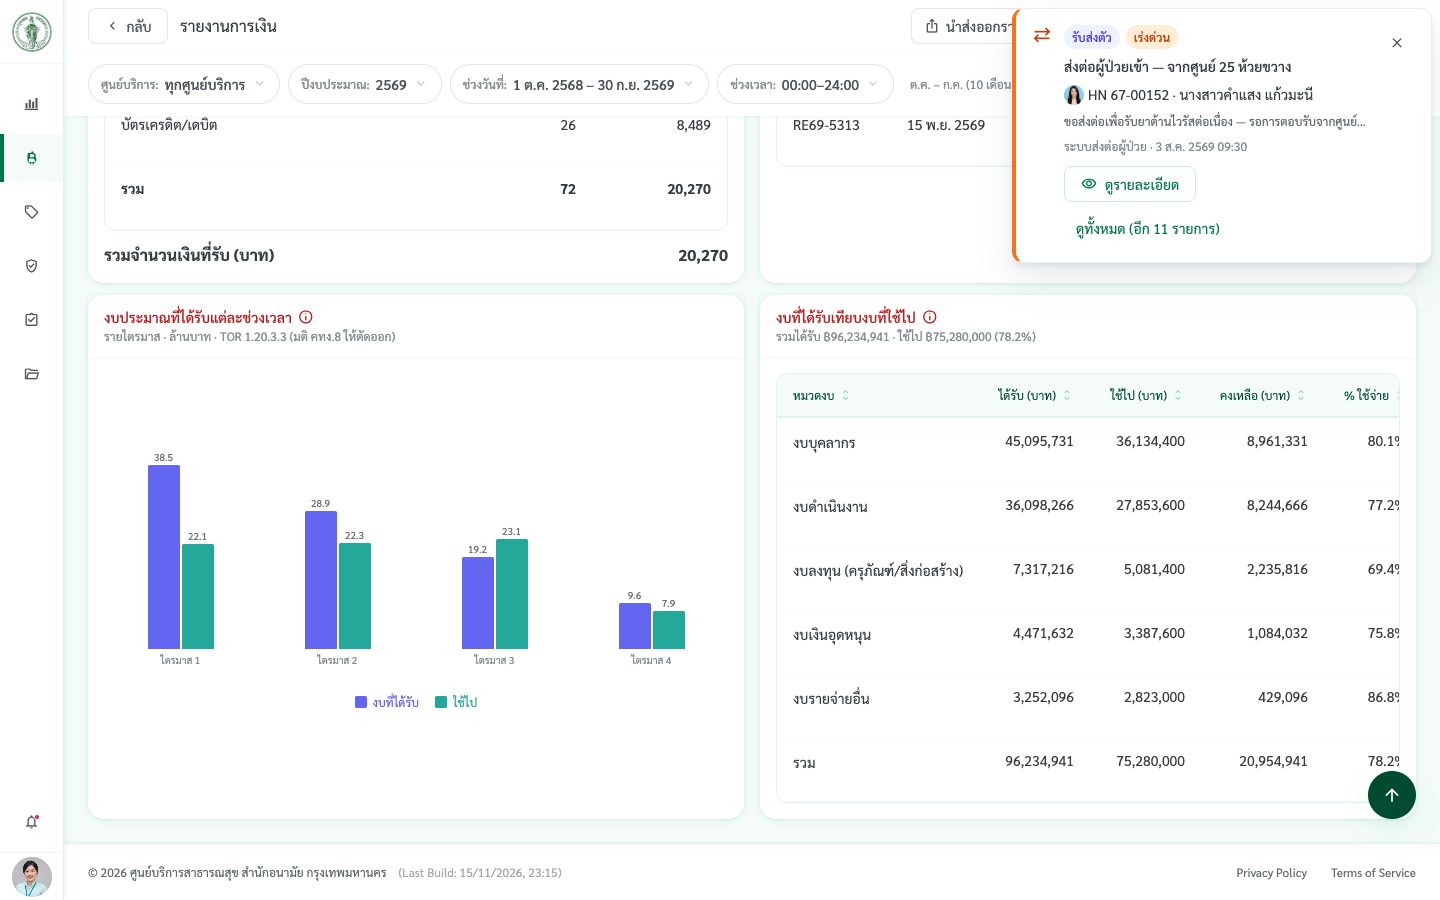 กลับ
รายงานการเงิน
นำส่งออกรา
ศูนย์บริการ: ทุกศูนย์บริการ
ปีงบประมาณ: 2569
ช่วงวันที่: 1 ต.ค. 2568 – 30 ก.ย. 2569
ช่วงเวลา: 00:00–24:00
ต.ค. – ก.ค. (10 เดือน
รับส่งตัว
เร่งด่วน
ส่งต่อผู้ป่วยเข้า — จากศูนย์ 25 ห้วยขวาง
HN 67-00152 · นางสาวคำแสง แก้วมะนี
ขอส่งต่อเพื่อรับยาต้านไวรัสต่อเนื่อง — รอการตอบรับจากศูนย์...
ระบบส่งต่อผู้ป่วย · 3 ส.ค. 2569 09:30
ดูรายละเอียด
ดูทั้งหมด (อีก 11 รายการ)
บัตรเครดิต/เดบิต 26 8,489
รวม 72 20,270
รวมจำนวนเงินที่รับ (บาท) 20,270
RE69-5313 15 พ.ย. 2569
งบประมาณที่ได้รับแต่ละช่วงเวลา
รายไตรมาส · ล้านบาท · TOR 1.20.3.3 (มติ คทง.8 ให้ตัดออก)
38.5
22.1
28.9
22.3
19.2
23.1
9.6
7.9
ไตรมาส 1
ไตรมาส 2
ไตรมาส 3
ไตรมาส 4
งบที่ได้รับ
ใช้ไป
งบที่ได้รับเทียบงบที่ใช้ไป
รวมได้รับ ฿96,234,941 · ใช้ไป ฿75,280,000 (78.2%)
หมวดงบ ได้รับ (บาท) ใช้ไป (บาท) คงเหลือ (บาท) % ใช้จ่าย
งบบุคลากร 45,095,731 36,134,400 8,961,331 80.1%
งบดำเนินงาน 36,098,266 27,853,600 8,244,666 77.2%
งบลงทุน (ครุภัณฑ์/สิ่งก่อสร้าง) 7,317,216 5,081,400 2,235,816 69.4%
งบเงินอุดหนุน 4,471,632 3,387,600 1,084,032 75.8%
งบรายจ่ายอื่น 3,252,096 2,823,000 429,096 86.8%
รวม 96,234,941 75,280,000 20,954,941 78.2%
© 2026 ศูนย์บริการสาธารณสุข สำนักอนามัย กรุงเทพมหานคร (Last Build: 15/11/2026, 23:15)
Privacy Policy
Terms of Service